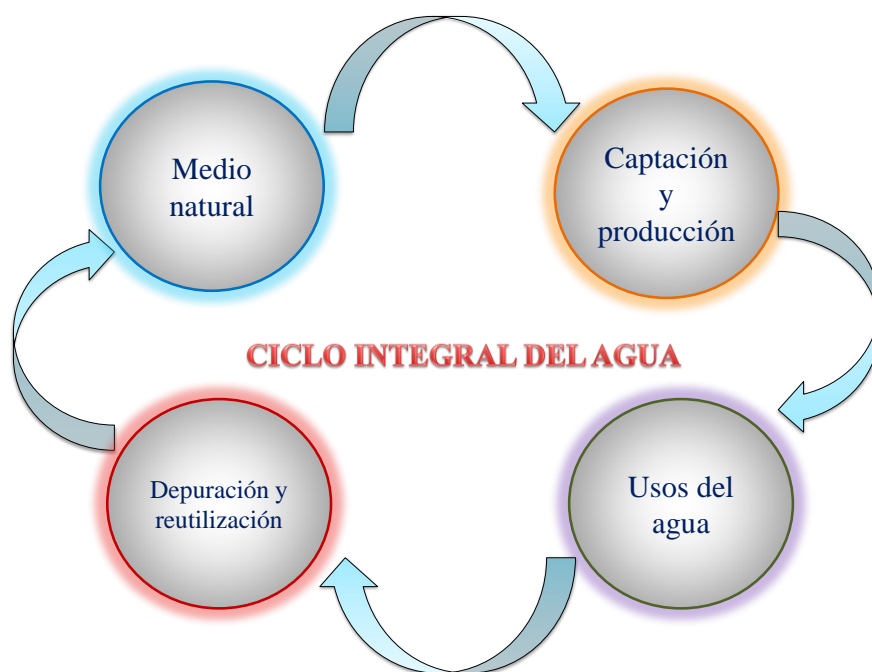 Medio
natural
Captación
y
producción
CICLO INTEGRAL DEL AGUA
Depuración y
reutilización
Usos del
agua